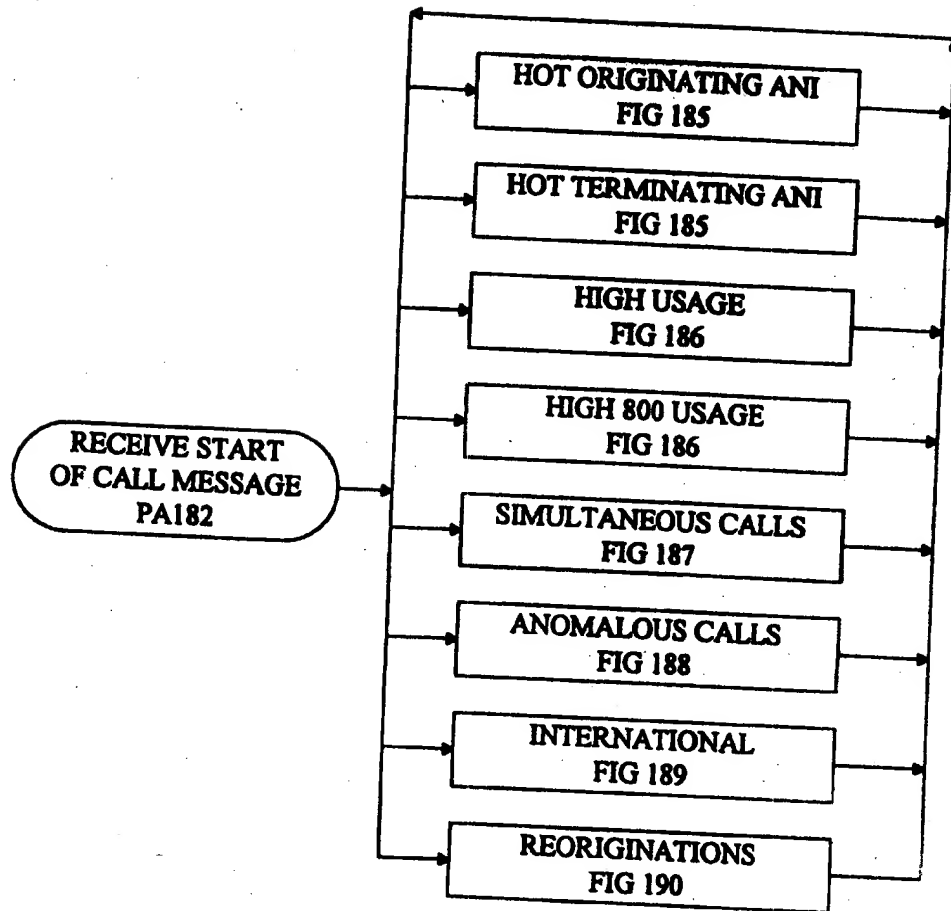 HOT ORIGINATING ANI
FIG 185
HOT TERMINATING ANI
FIG 185
HIGH USAGE
FIG 186
HIGH 800 USAGE
FIG 186
RECEIVE START
OF CALL MESSAGE
PA182
SIMULTANEOUS CALLS
FIG 187
ANOMALOUS CALLS
FIG 188
INTERNATIONAL
FIG 189
REORIGINATIONS
FIG 190